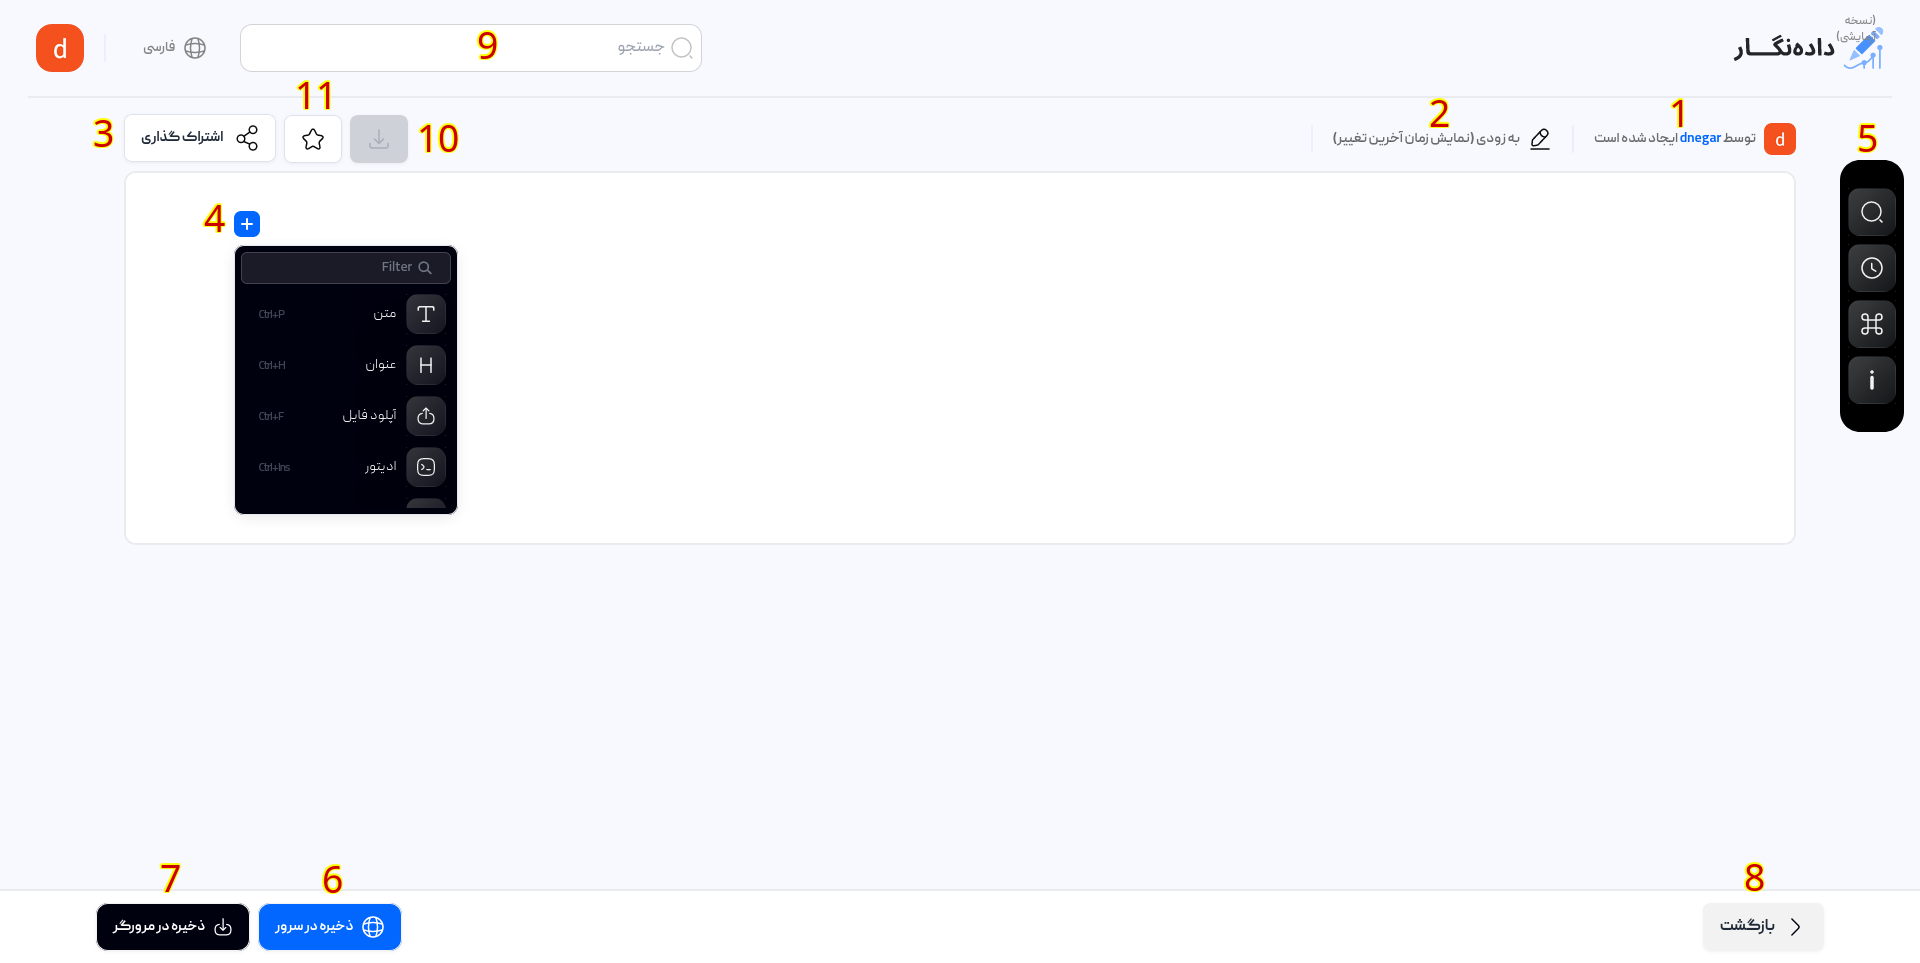 (نسخه
آزمایشی)
داده‌نگـــار
جستجو
9
فارسی
d
1
2
11
3
10
5
d
توسط dnegar ایجاد شده است
به زودی (نمایش زمان آخرین تغییر)
اشتراک گذاری
4
Filter
متن
Ctrl+P
عنوان
Ctrl+H
آپلود فایل
Ctrl+F
ادیتور
Ctrl+Ins
8
6
7
بازگشت
ذخیره در سرور
ذخیره در مرورگر